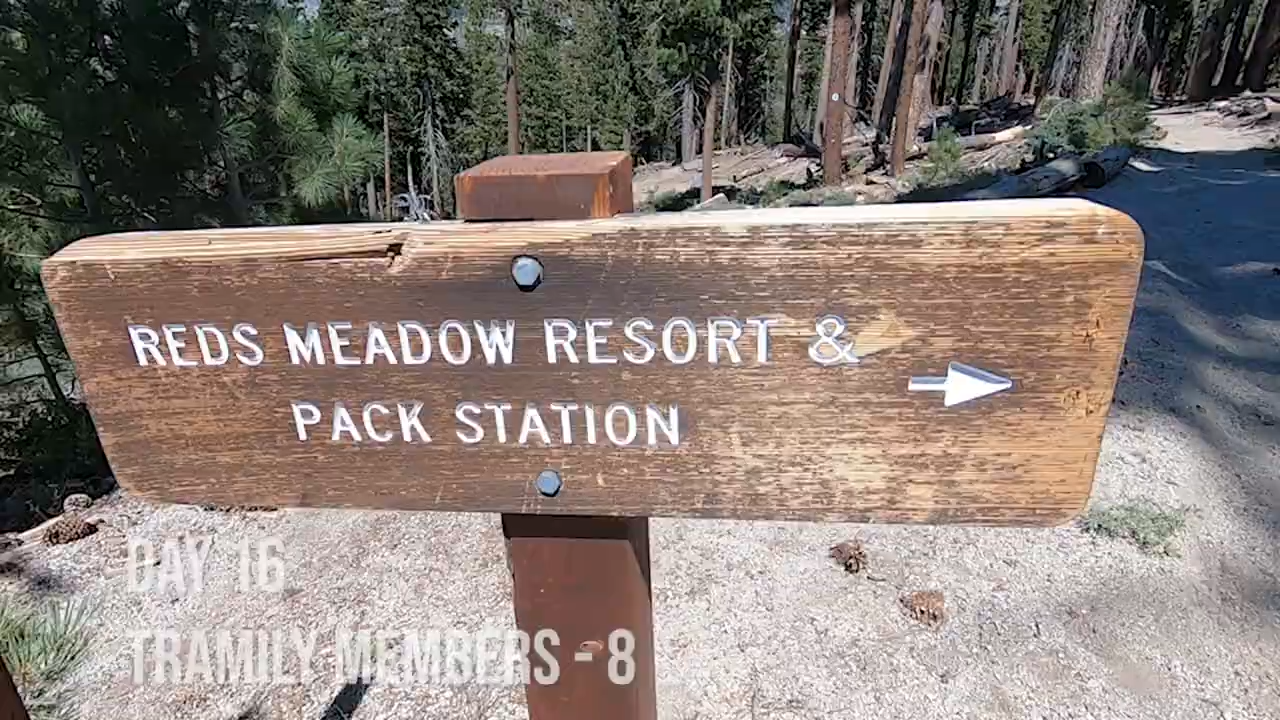 REDS MEADOW RESORT &
PACK STATION
DAY 16
TRAMILY MEMBERS - 8